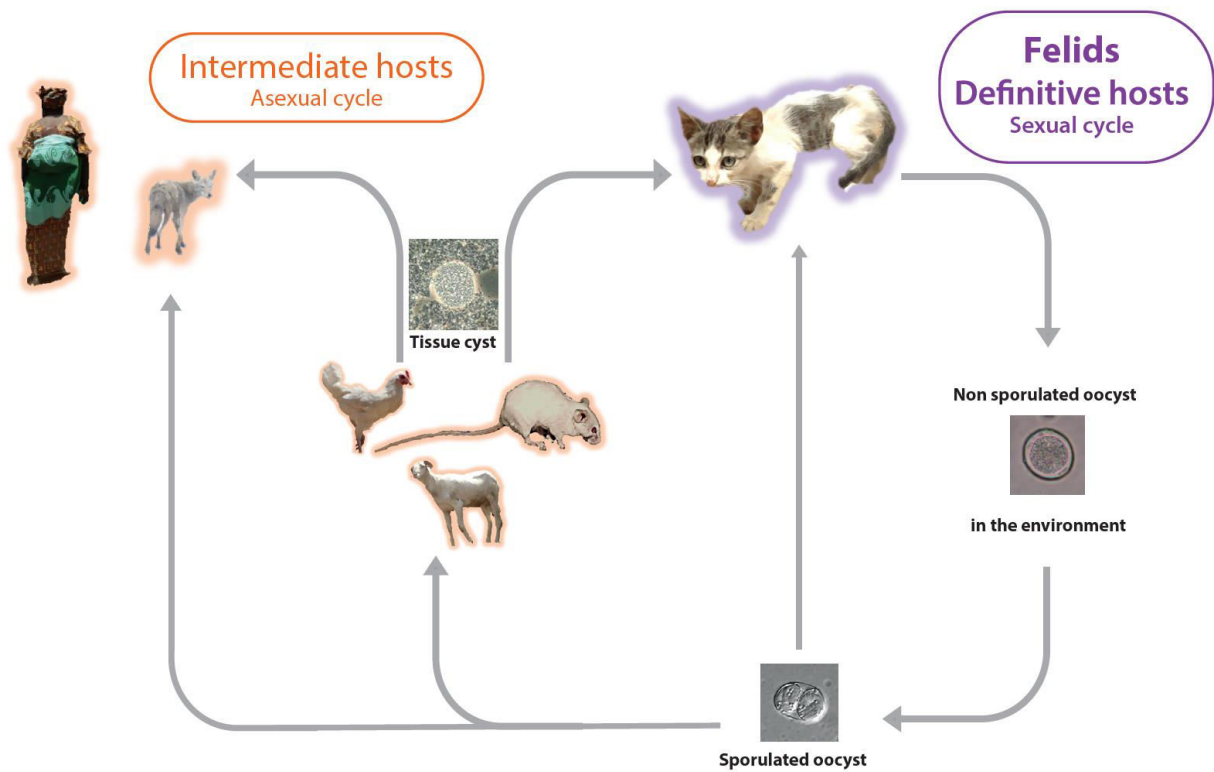 Intermediate hosts
Asexual cycle
Felids
Definitive hosts
Sexual cycle
Tissue cyst
Non sporulated oocyst
in the environment
Sporulated oocyst